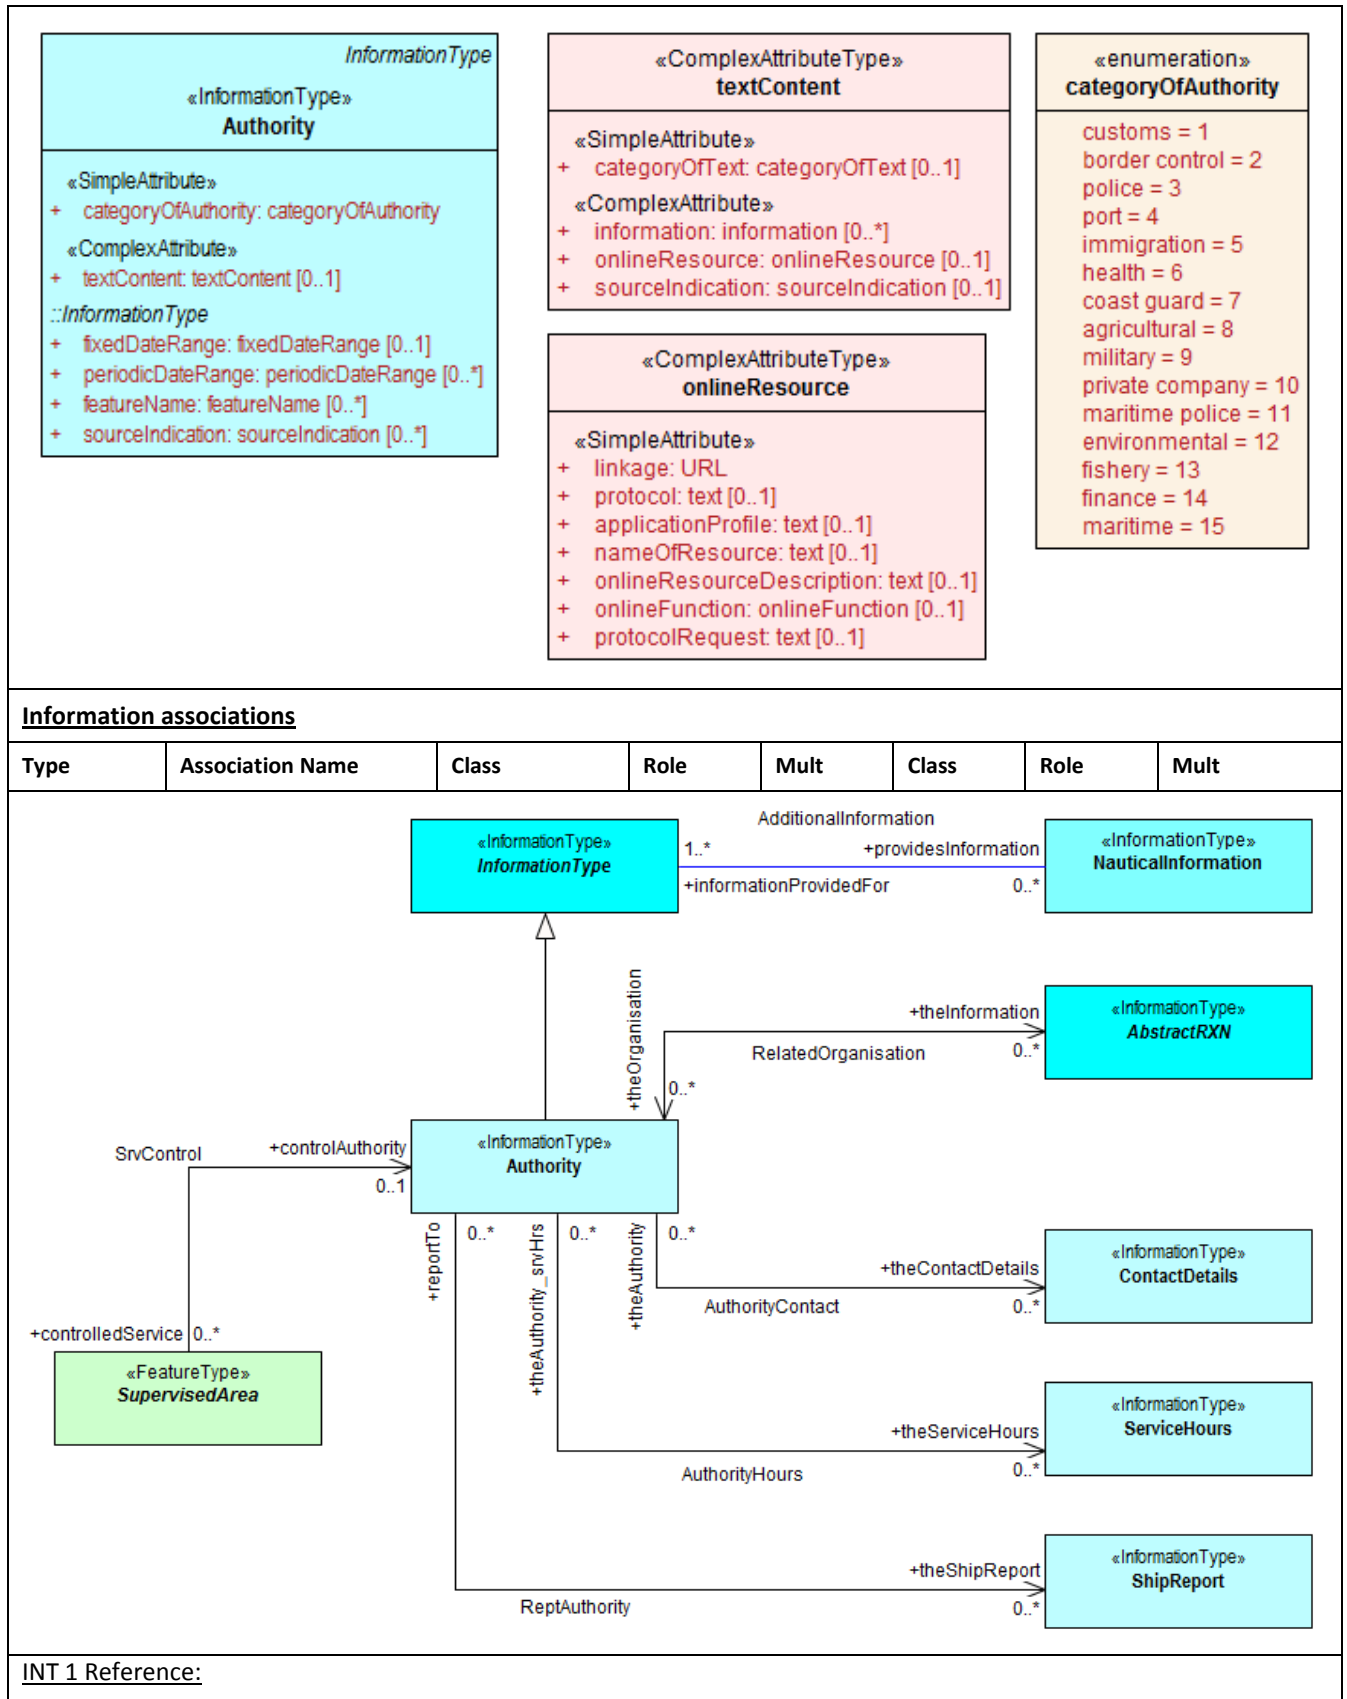 InformationType
«InformationType»
Authority
«SimpleAttribute»
+ categoryOfAuthority: categoryOfAuthority
«ComplexAttribute»
+ textContent: textContent [0..1]
::InformationType
+ fixedDateRange: fixedDateRange [0..1]
+ periodicDateRange: periodicDateRange [0..*]
+ featureName: featureName [0..*]
+ sourceIndication: sourceIndication [0..*]
«ComplexAttributeType»
textContent
«SimpleAttribute»
+ categoryOfText: categoryOfText [0..1]
«ComplexAttribute»
+ information: information [0..*]
+ onlineResource: onlineResource [0..1]
+ sourceIndication: sourceIndication [0..1]
«ComplexAttributeType»
onlineResource
«SimpleAttribute»
+ linkage: URL
+ protocol: text [0..1]
+ applicationProfile: text [0..1]
+ nameOfResource: text [0..1]
+ onlineResourceDescription: text [0..1]
+ onlineFunction: onlineFunction [0..1]
+ protocolRequest: text [0..1]
«enumeration»
categoryOfAuthority
customs = 1
border control = 2
police = 3
port = 4
immigration = 5
health = 6
coast guard = 7
agricultural = 8
military = 9
private company = 10
maritime police = 11
environmental = 12
fishery = 13
finance = 14
maritime = 15
Information associations
Type Association Name Class Role Mult Class Role Mult
AdditionalInformation
«InformationType»
InformationType
1..*
+providesInformation
+informationProvidedFor
0..*
«InformationType»
NauticalInformation
+theOrganisation
0..*
+theInformation
RelatedOrganisation
0..*
«InformationType»
AbstractRXN
SrvControl
+controlAuthority
0..1
«InformationType»
Authority
+reportTo
0..*
+theAuthority_srvHrs
0..*
+theAuthority
0..*
+theContactDetails
AuthorityContact
0..*
«InformationType»
ContactDetails
+controlledService
0..*
«FeatureType»
SupervisedArea
+theServiceHours
AuthorityHours
0..*
«InformationType»
ServiceHours
+theShipReport
ReptAuthority
0..*
«InformationType»
ShipReport
INT 1 Reference: